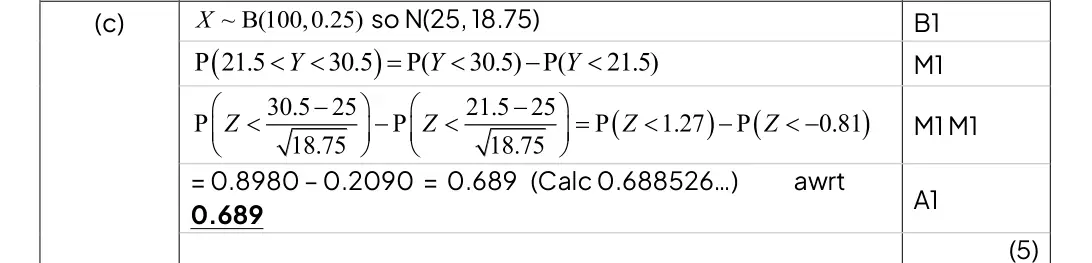 (c) X ~ B(100, 0.25) so N(25, 18.75) B1
P(21.5 < Y < 30.5) = P(Y < 30.5) − P(Y < 21.5) M1
P(Z < (30.5 − 25)/√18.75) − P(Z < (21.5 − 25)/√18.75) = P(Z < 1.27) − P(Z < −0.81) M1 M1
= 0.8980 – 0.2090 = 0.689 (Calc 0.688526...) awrt
0.689 A1
(5)